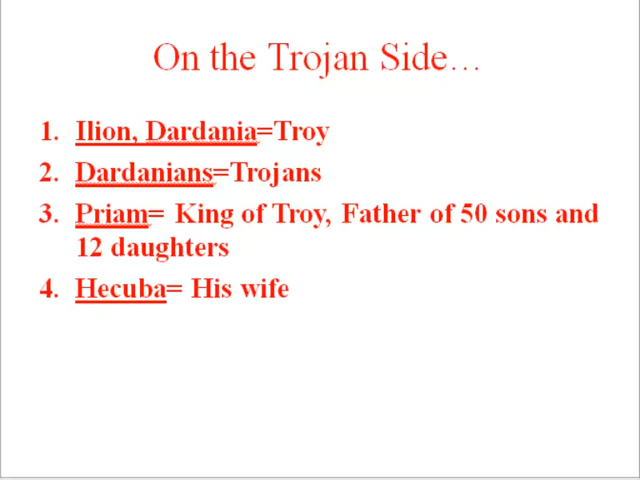 On the Trojan Side…
1. Ilion, Dardania=Troy
2. Dardanians=Trojans
3. Priam= King of Troy, Father of 50 sons and
12 daughters
4. Hecuba= His wife